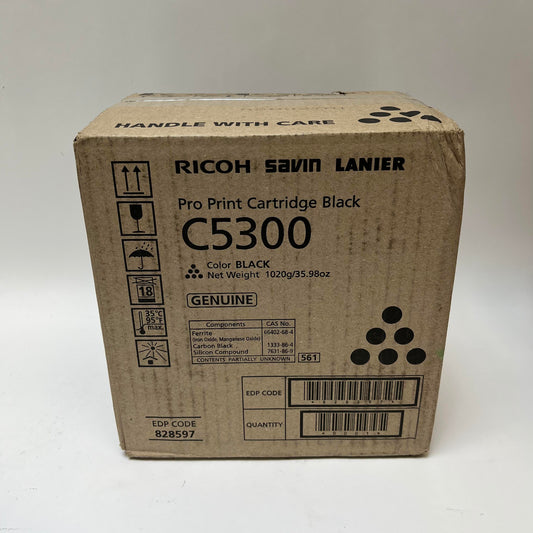 HANDLE WITH CARE
RICOH savin LANIER
Pro Print Cartridge Black
C5300
Color BLACK
Net Weight 1020g/35.98oz
GENUINE
18
35°C
95°F
max.
Components CAS No.
Ferrite 66402-68-4
(Iron Oxide, Manganese Oxide)
Carbon Black 1333-86-4
Silicon Compound 7631-86-9
CONTENTS PARTIALLY UNKNOWN 561
EDP CODE
QUANTITY
EDP CODE
828597